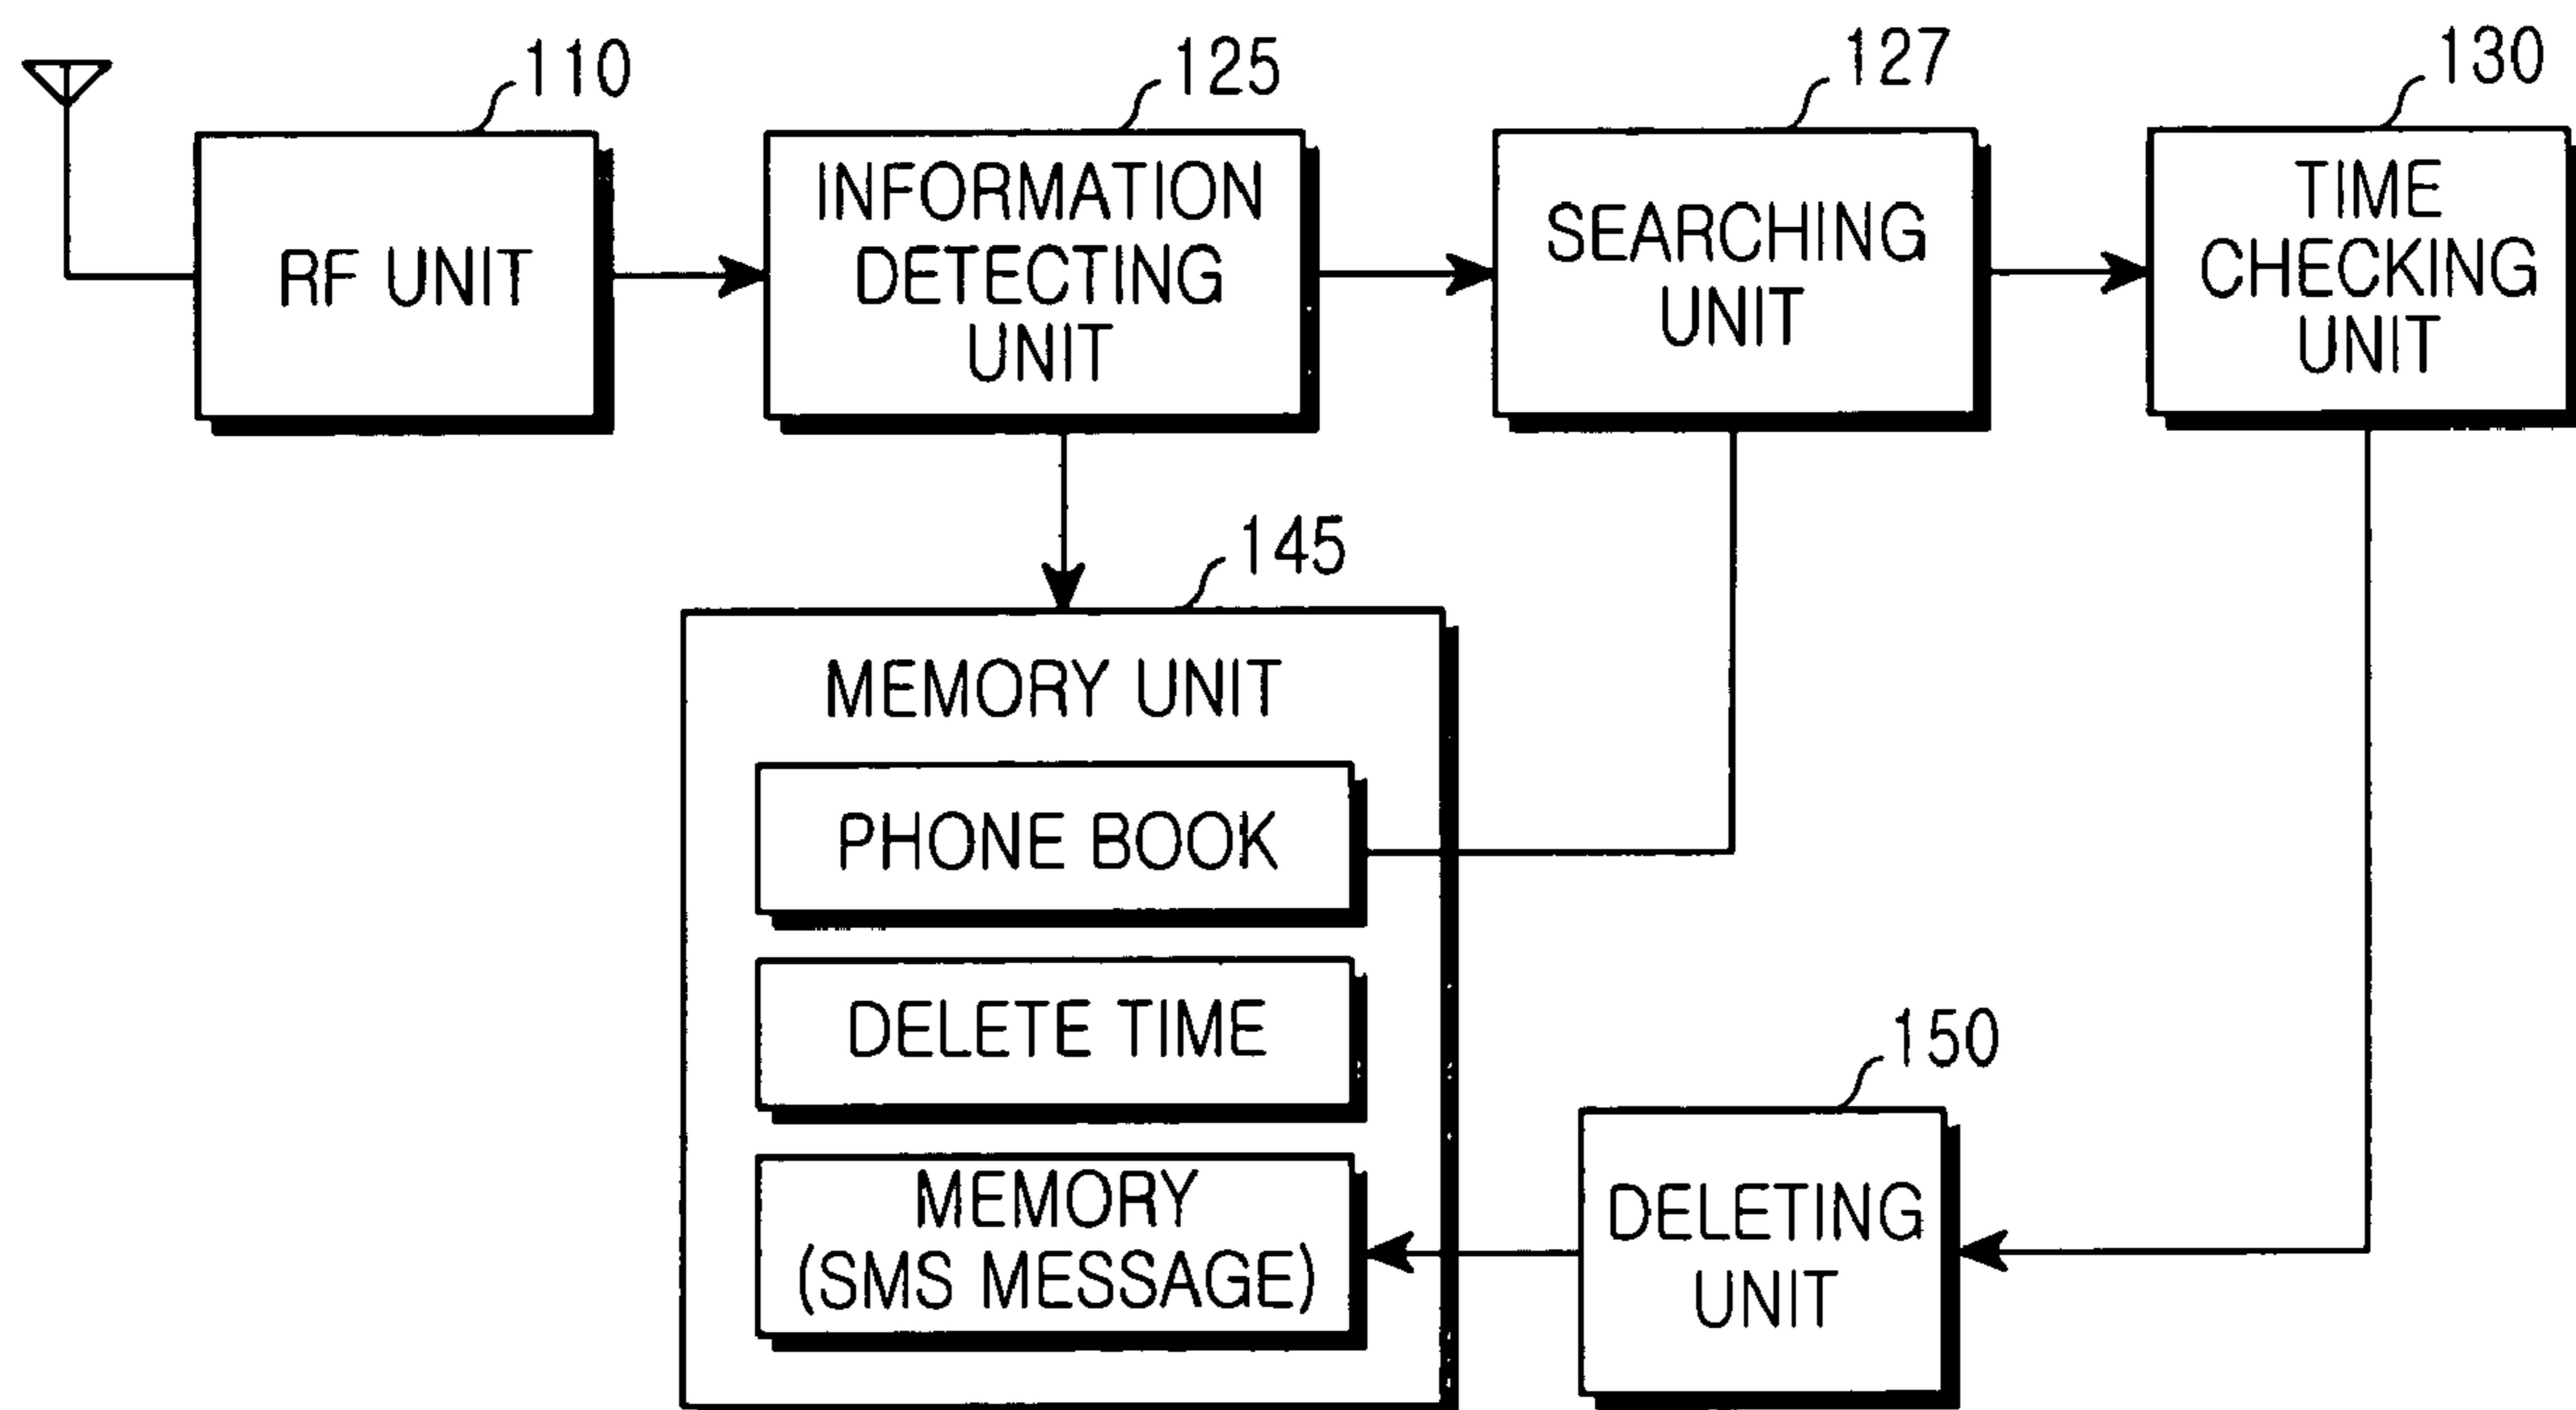 110
125
127
130
RF UNIT
INFORMATION
DETECTING
UNIT
SEARCHING
UNIT
TIME
CHECKING
UNIT
145
MEMORY UNIT
PHONE BOOK
DELETE TIME
MEMORY
(SMS MESSAGE)
150
DELETING
UNIT